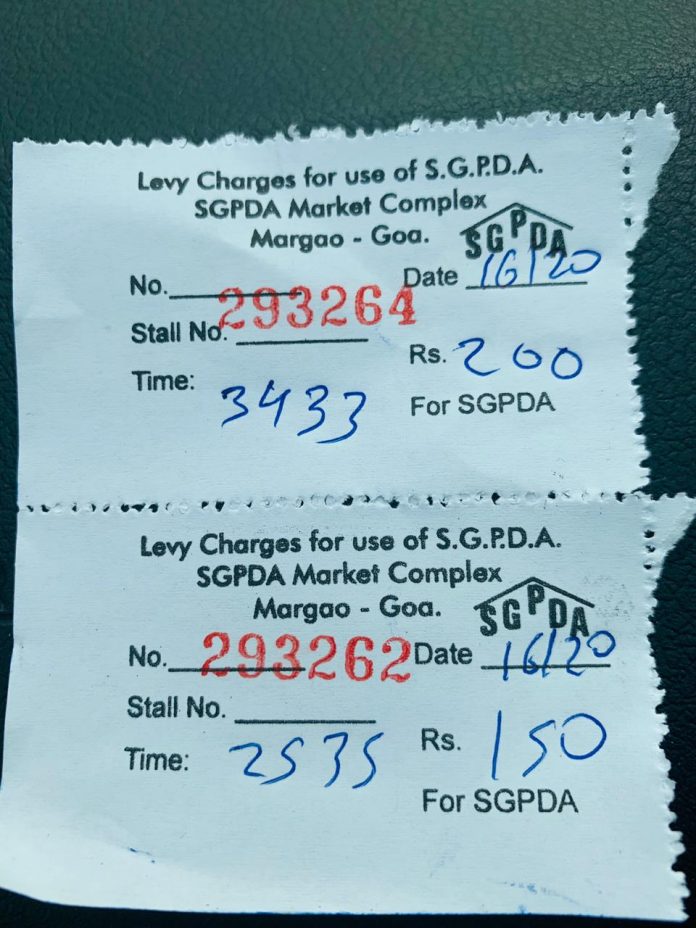 Levy Charges for use of S.G.P.D.A.
SGPDA Market Complex
Margao - Goa.
SGPDA
No. 293264 Date 16/20
Stall No.
Rs. 200
Time: 3433
For SGPDA
Levy Charges for use of S.G.P.D.A.
SGPDA Market Complex
Margao - Goa.
SGPDA
No. 293262 Date 16/20
Stall No.
Rs. 150
Time: 2535
For SGPDA